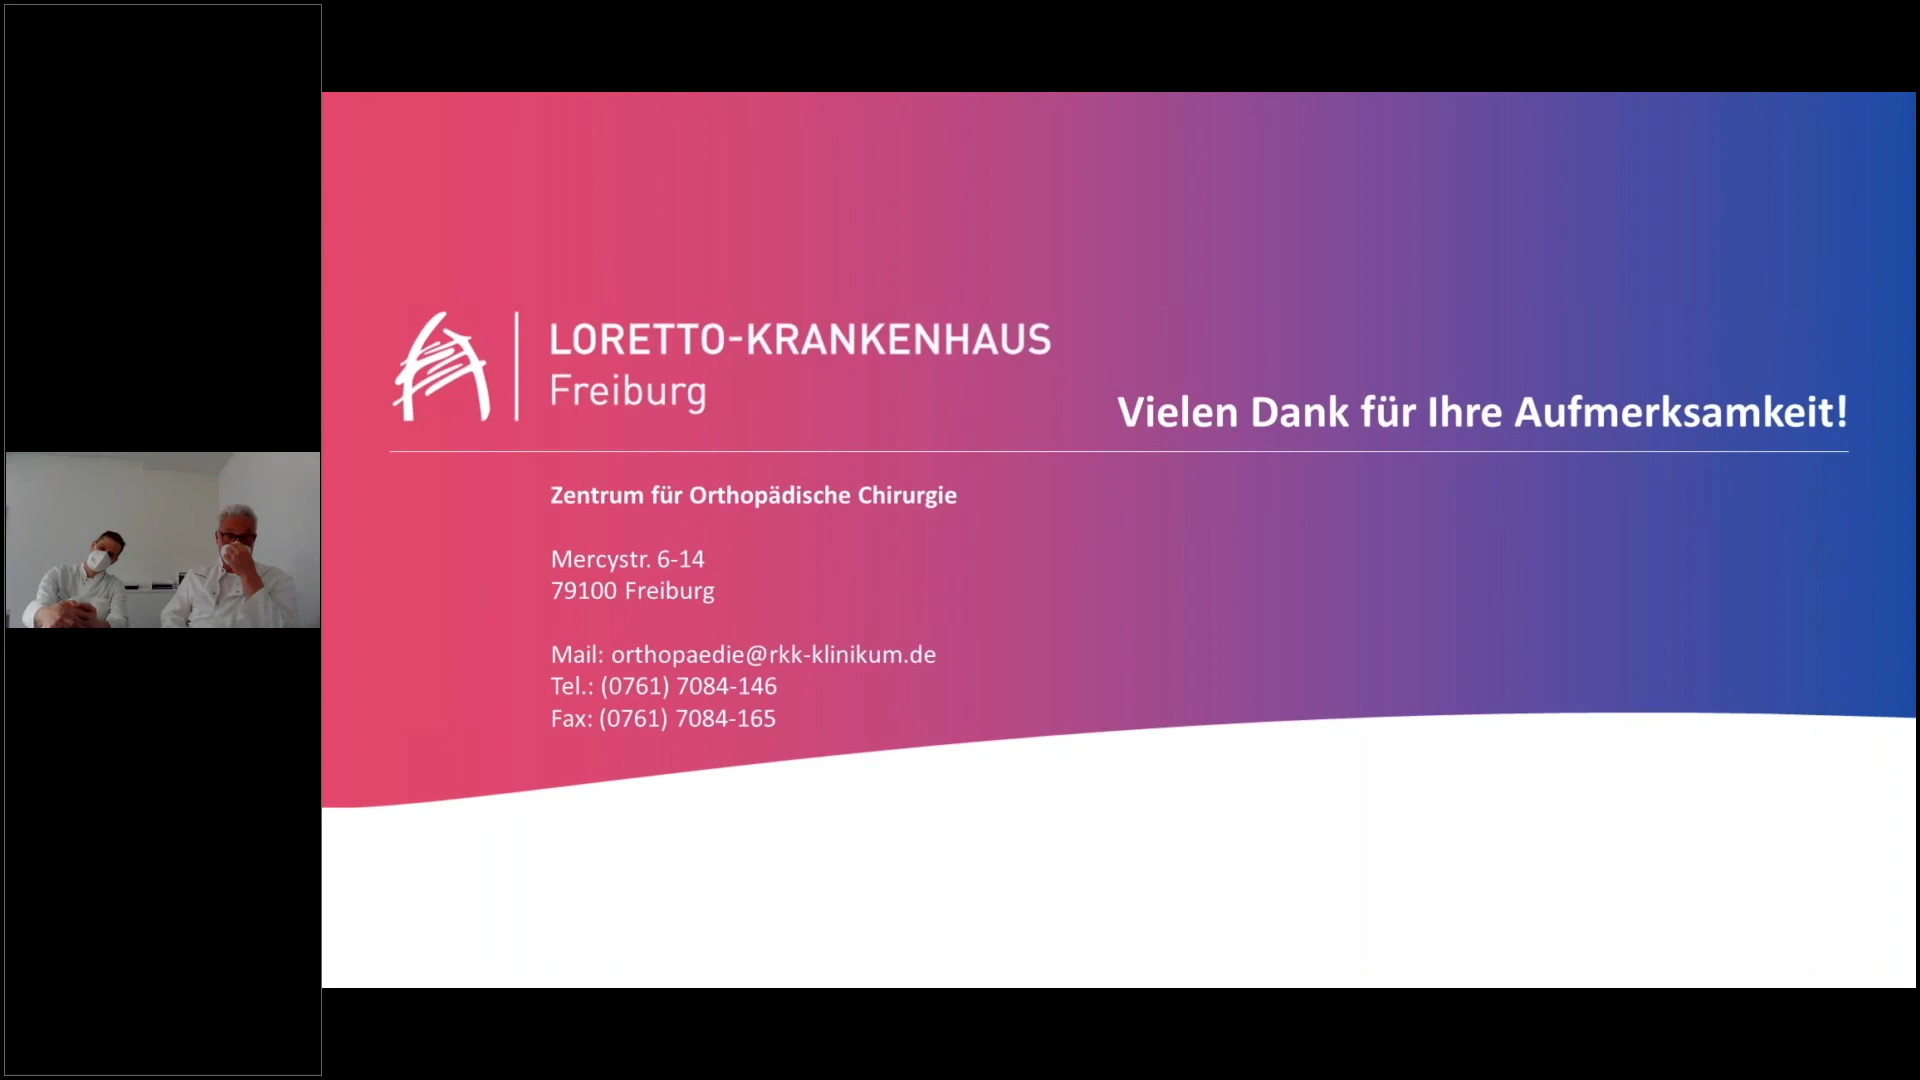 LORETTO-KRANKENHAUS
Freiburg
Vielen Dank für Ihre Aufmerksamkeit!
Zentrum für Orthopädische Chirurgie
Mercystr. 6-14
79100 Freiburg
Mail: orthopaedie@rkk-klinikum.de
Tel.: (0761) 7084-146
Fax: (0761) 7084-165